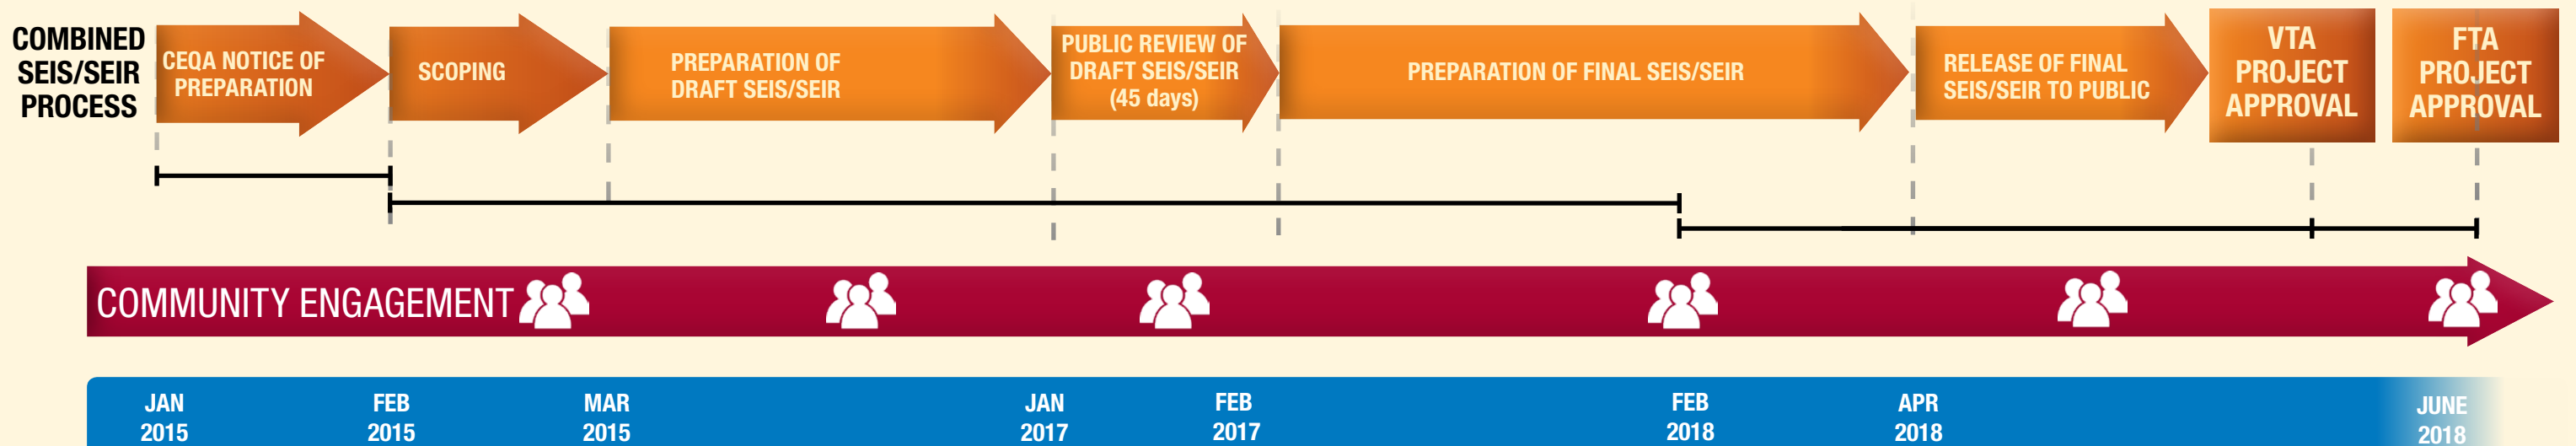 COMBINED
SEIS/SEIR
PROCESS
CEQA NOTICE OF
PREPARATION
SCOPING
PREPARATION OF
DRAFT SEIS/SEIR
PUBLIC REVIEW OF
DRAFT SEIS/SEIR
(45 days)
PREPARATION OF FINAL SEIS/SEIR
RELEASE OF FINAL
SEIS/SEIR TO PUBLIC
VTA
PROJECT
APPROVAL
FTA
PROJECT
APPROVAL
COMMUNITY ENGAGEMENT
JAN
2015
FEB
2015
MAR
2015
JAN
2017
FEB
2017
FEB
2018
APR
2018
JUNE
2018